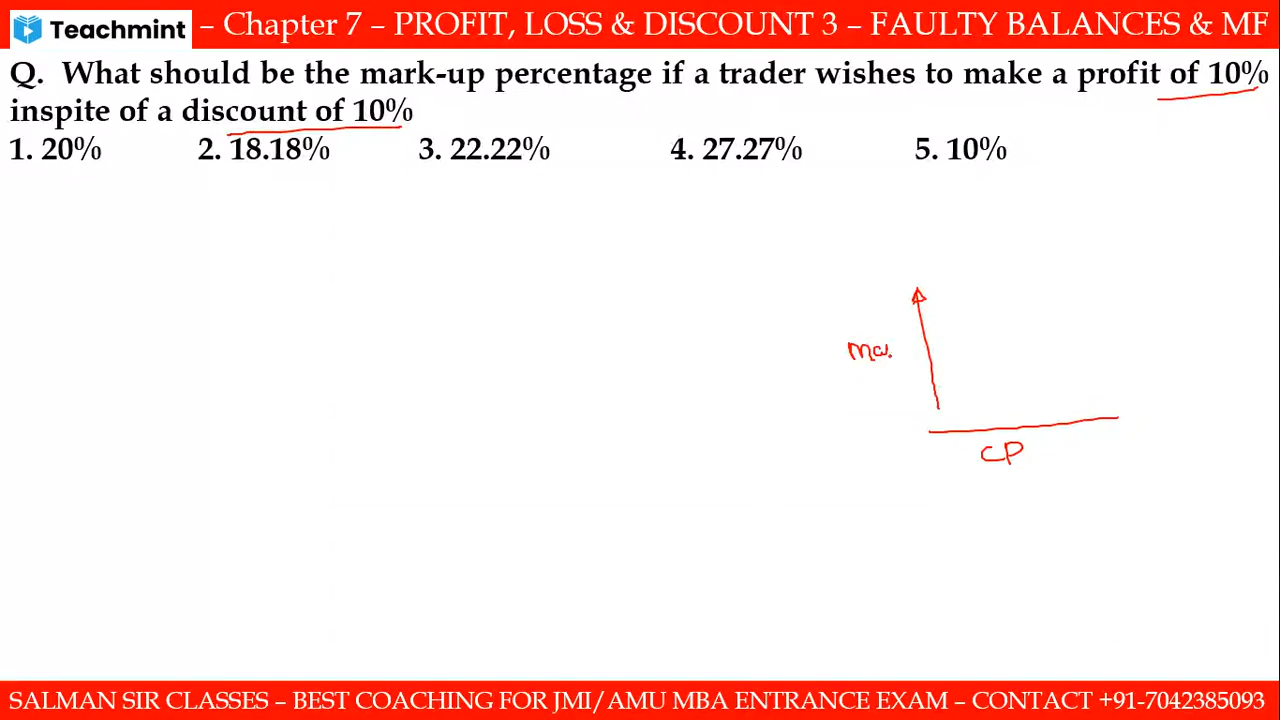 Teachmint – Chapter 7 – PROFIT, LOSS & DISCOUNT 3 – FAULTY BALANCES & MF
Q. What should be the mark-up percentage if a trader wishes to make a profit of 10%
inspite of a discount of 10%
1. 20% 2. 18.18% 3. 22.22% 4. 27.27% 5. 10%
CP
SALMAN SIR CLASSES – BEST COACHING FOR JMI/AMU MBA ENTRANCE EXAM – CONTACT +91-7042385093